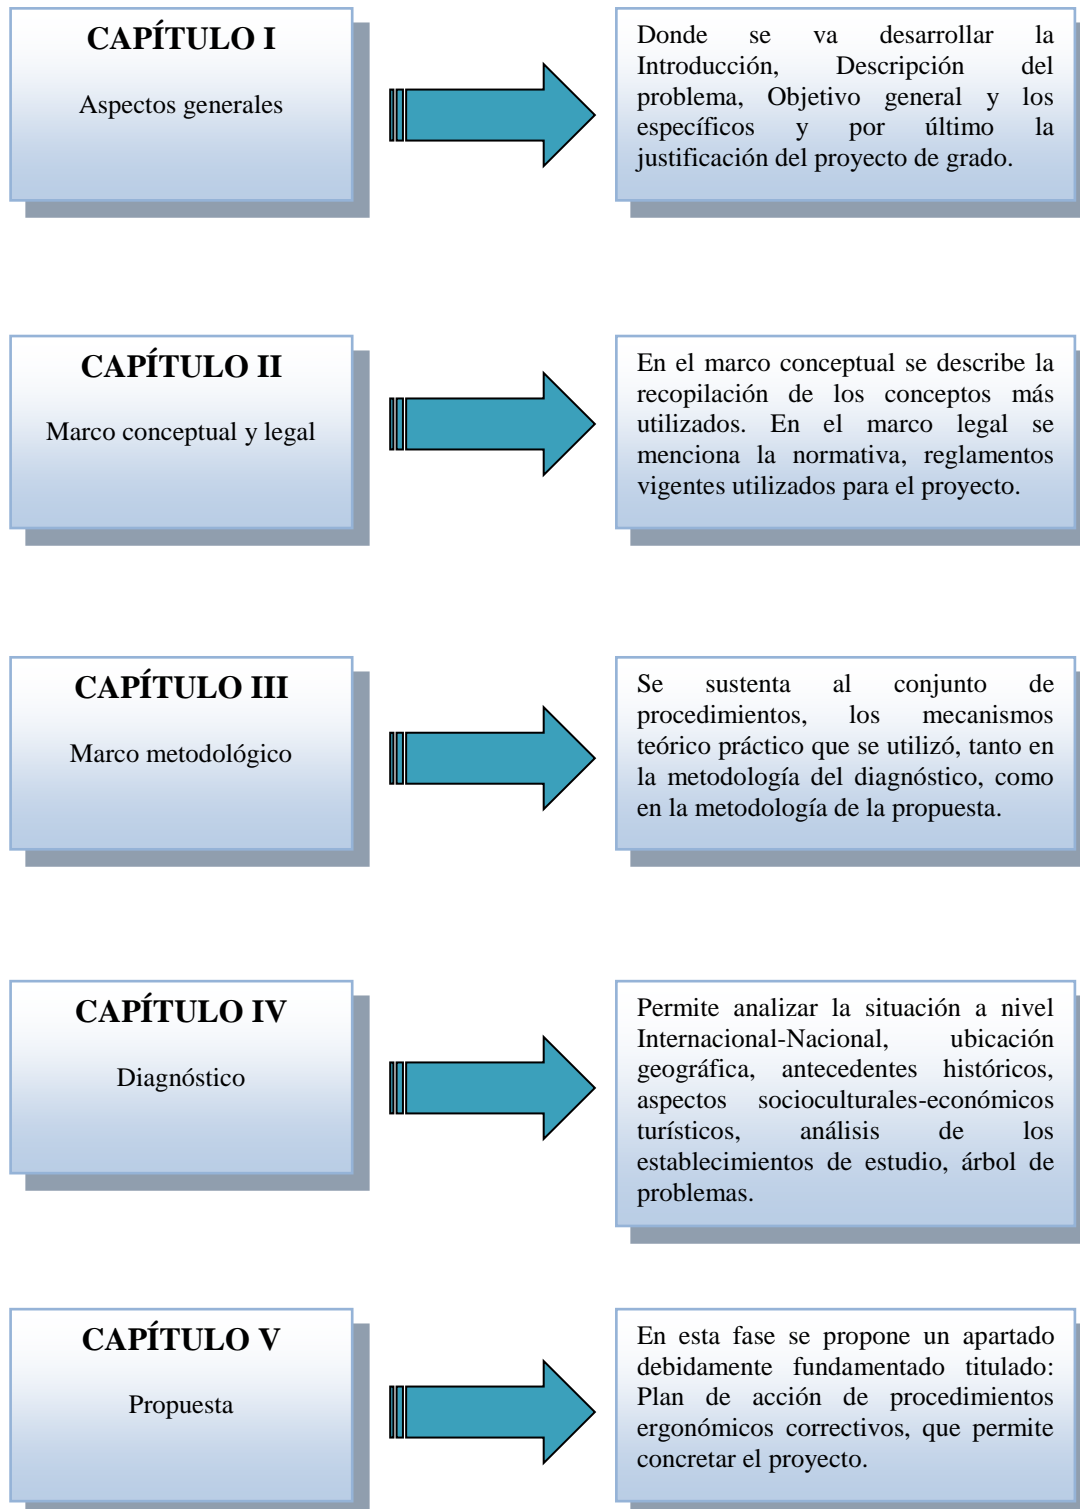 CAPÍTULO I
Aspectos generales
Donde se va desarrollar la
Introducción, Descripción del
problema, Objetivo general y los
específicos y por último la
justificación del proyecto de grado.
CAPÍTULO II
Marco conceptual y legal
En el marco conceptual se describe la
recopilación de los conceptos más
utilizados. En el marco legal se
menciona la normativa, reglamentos
vigentes utilizados para el proyecto.
CAPÍTULO III
Marco metodológico
Se sustenta al conjunto de
procedimientos, los mecanismos
teórico práctico que se utilizó, tanto en
la metodología del diagnóstico, como
en la metodología de la propuesta.
CAPÍTULO IV
Diagnóstico
Permite analizar la situación a nivel
Internacional-Nacional, ubicación
geográfica, antecedentes históricos,
aspectos socioculturales-económicos
turísticos, análisis de los
establecimientos de estudio, árbol de
problemas.
CAPÍTULO V
Propuesta
En esta fase se propone un apartado
debidamente fundamentado titulado:
Plan de acción de procedimientos
ergonómicos correctivos, que permite
concretar el proyecto.